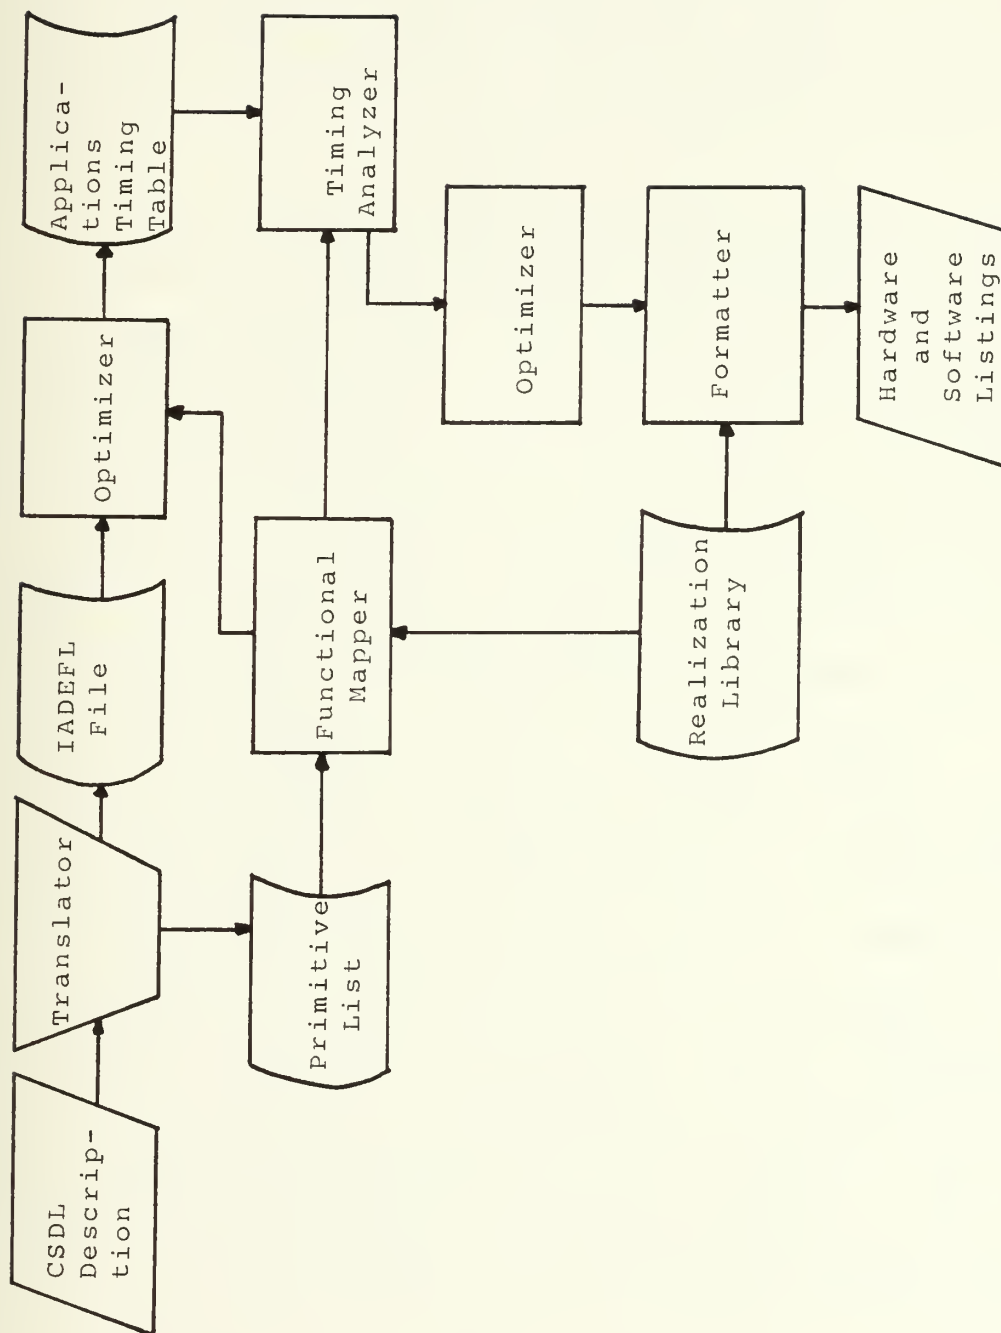 CSDL
Descrip-
tion
Translator
IADEFL
File
Optimizer
Applica-
tions
Timing
Table
Primitive
List
Functional
Mapper
Timing
Analyzer
Optimizer
Realization
Library
Formatter
Hardware
and
Software
Listings